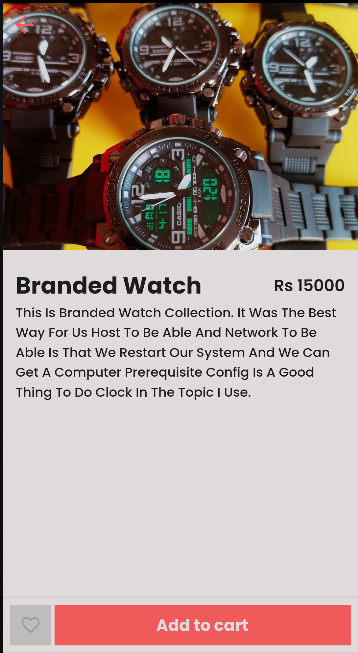 CASIO
Branded Watch
Rs 15000
This Is Branded Watch Collection. It Was The Best
Way For Us Host To Be Able And Network To Be
Able Is That We Restart Our System And We Can
Get A Computer Prerequisite Config Is A Good
Thing To Do Clock In The Topic I Use.
Add to cart